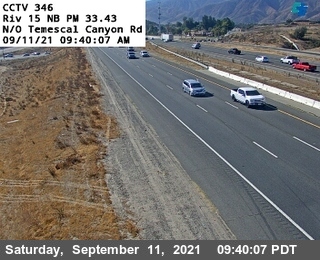 CCTV 346
Riv 15 NB PM 33.43
N/O Temescal Canyon Rd
09/11/21 09:40:07 AM
Saturday, September 11, 2021 09:40:07 PDT